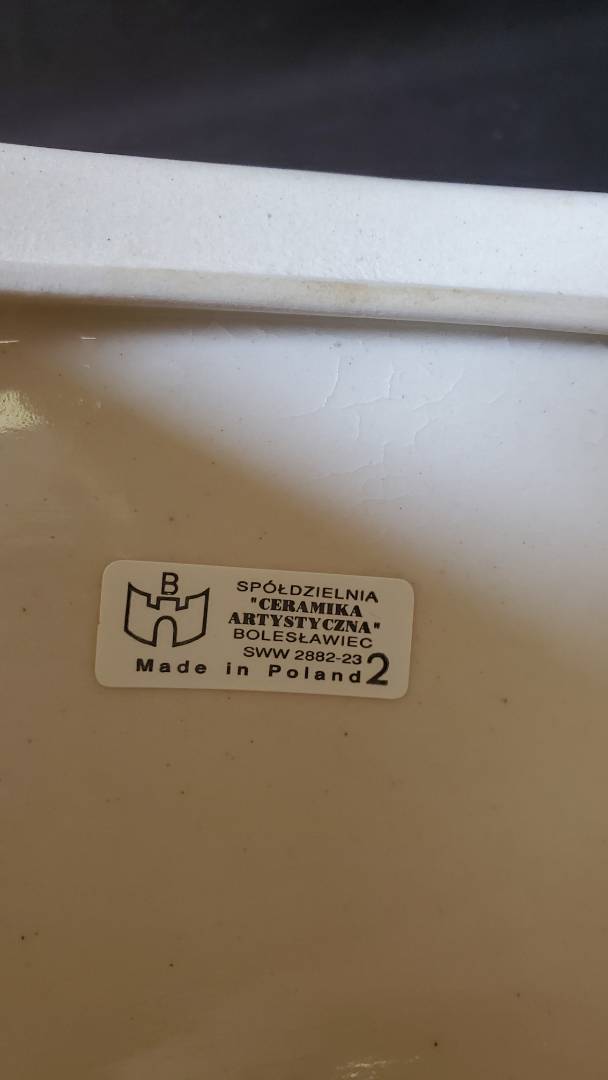 B
SPÓŁDZIELNIA
"CERAMIKA
ARTYSTYCZNA"
BOLESŁAWIEC
SWW 2882-23 2
Made in Poland